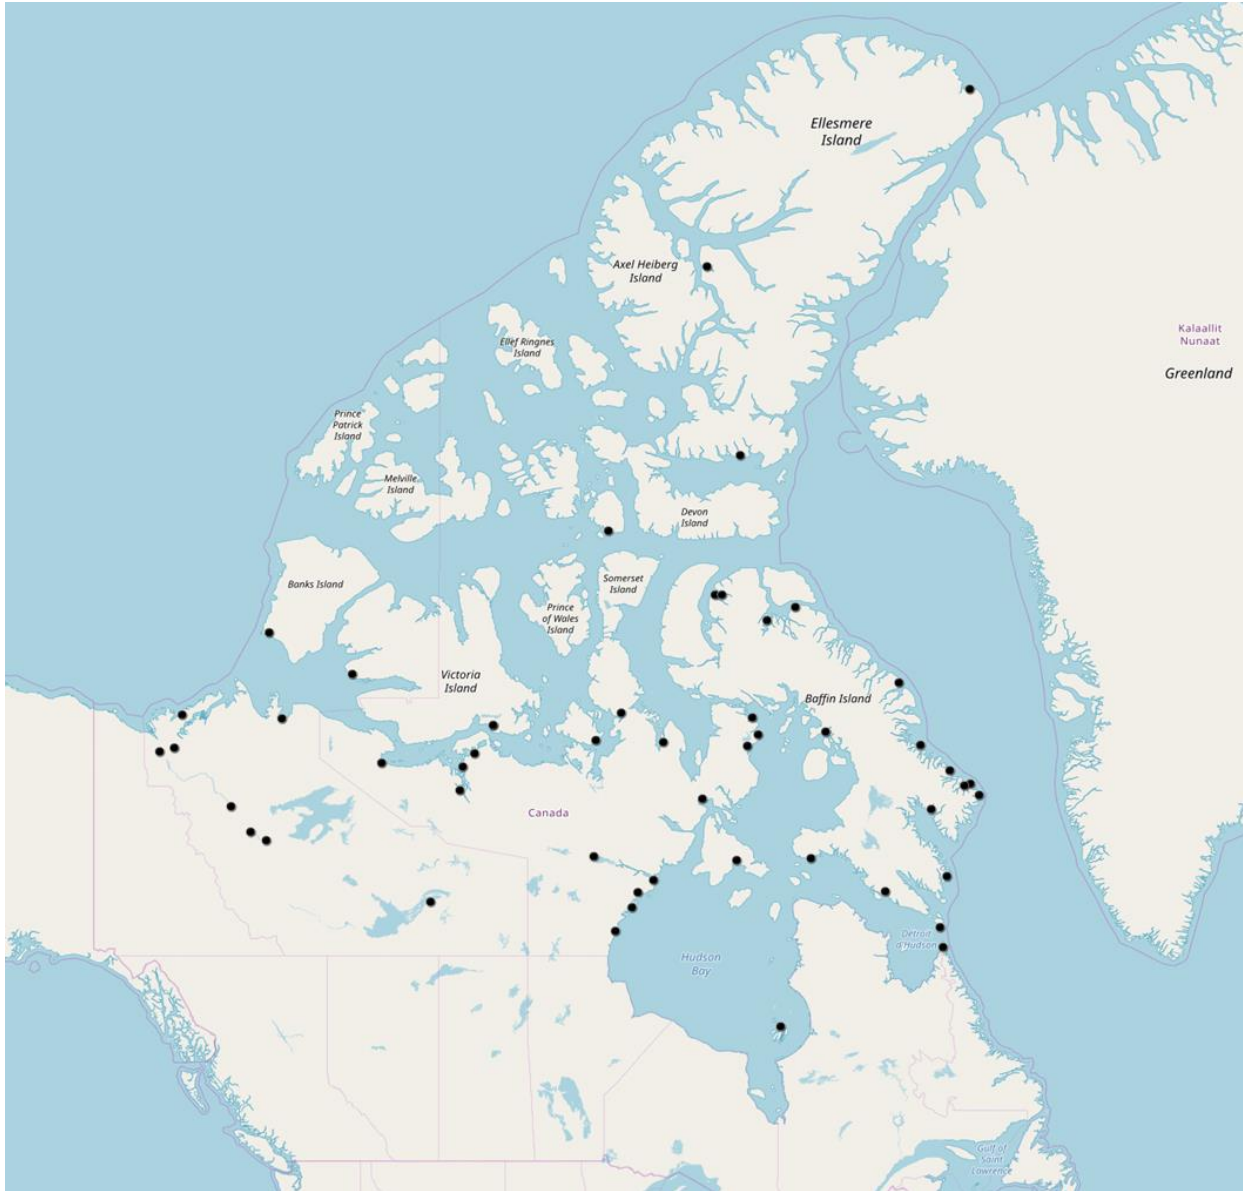 Ellesmere
Island
Axel Heiberg
Island
Kalaallit
Nunaat
Ellef Ringnes
Island
Greenland
Prince
Patrick
Island
Melville
Island
Devon
Island
Banks Island
Somerset
Island
Prince
of Wales
Island
Victoria
Island
Baffin Island
Canada
Détroit
d'Hudson
Hudson
Bay
Gulf of
Saint
Lawrence